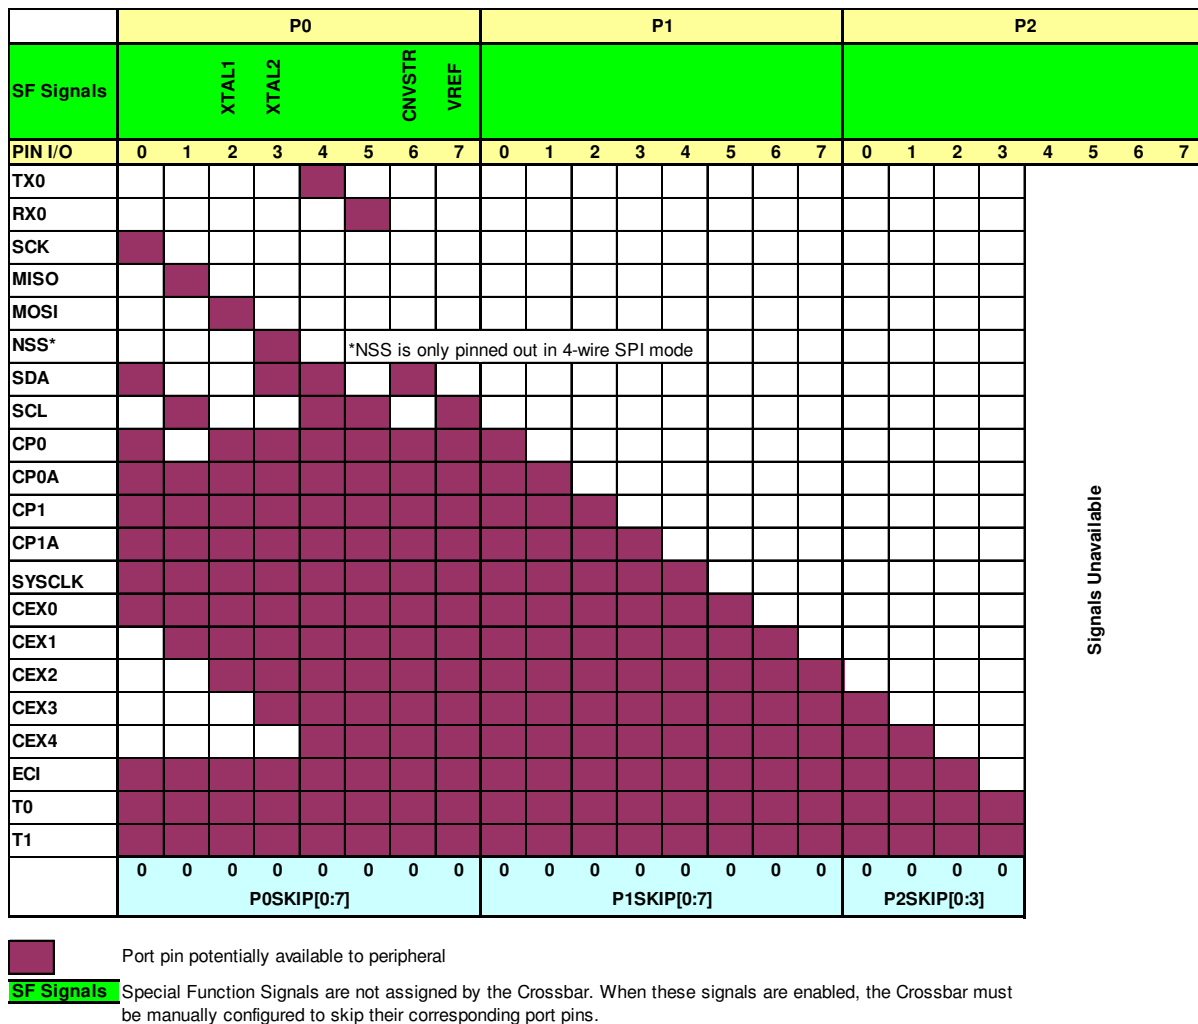 P0 P1 P2
SF Signals XTAL1 XTAL2 CNVSTR VREF
PIN I/O 0 1 2 3 4 5 6 7 0 1 2 3 4 5 6 7 0 1 2 3 4 5 6 7
TX0
RX0
SCK
MISO
MOSI
NSS* *NSS is only pinned out in 4-wire SPI mode
SDA
SCL
CP0
CP0A
CP1
CP1A
SYSCLK
CEX0
CEX1
CEX2
CEX3
CEX4
ECI
T0
T1
Signals Unavailable
0 0 0 0 0 0 0 0 0 0 0 0 0 0 0 0 0 0 0 0
P0SKIP[0:7] P1SKIP[0:7] P2SKIP[0:3]
Port pin potentially available to peripheral
SF Signals Special Function Signals are not assigned by the Crossbar. When these signals are enabled, the Crossbar must
be manually configured to skip their corresponding port pins.